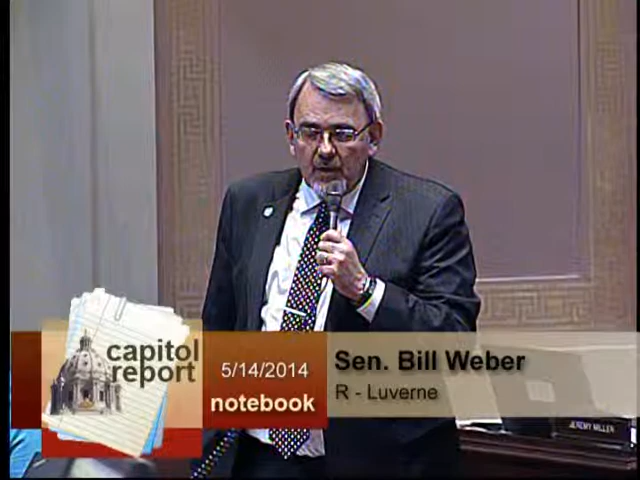 capitol
report
5/14/2014
notebook
Sen. Bill Weber
R - Luverne
JEREMY MILLER